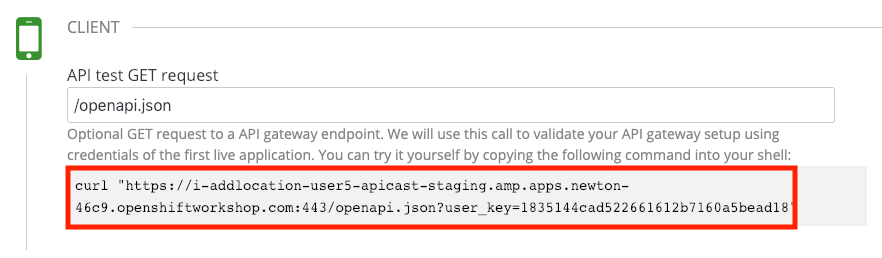 CLIENT
API test GET request
/openapi.json
Optional GET request to a API gateway endpoint. We will use this call to validate your API gateway setup using
credentials of the first live application. You can try it yourself by copying the following command into your shell:
curl "https://i-addlocation-user5-apicast-staging.amp.apps.newton-
46c9.openshiftworkshop.com:443/openapi.json?user_key=1835144cad522661612b7160a5bead18"